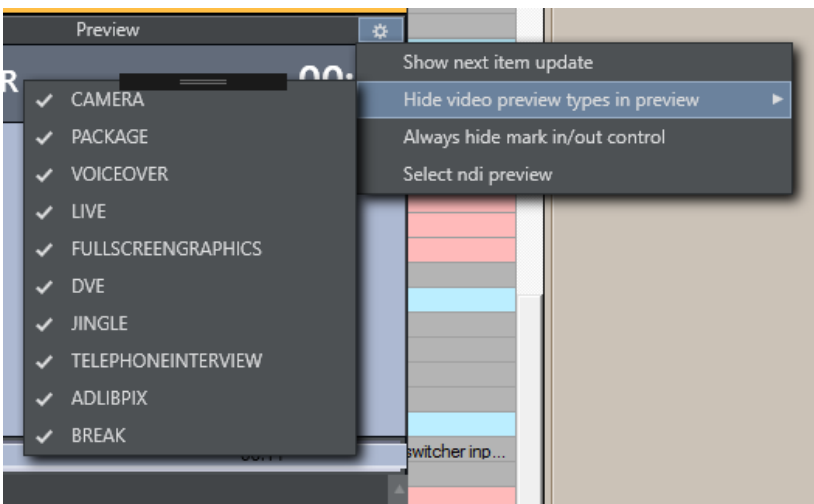 Preview
R
00:
Show next item update
Hide video preview types in preview
Always hide mark in/out control
Select ndi preview
CAMERA
PACKAGE
VOICEOVER
LIVE
FULLSCREENGRAPHICS
DVE
JINGLE
TELEPHONEINTERVIEW
ADLIBPIX
BREAK
switcher inp...